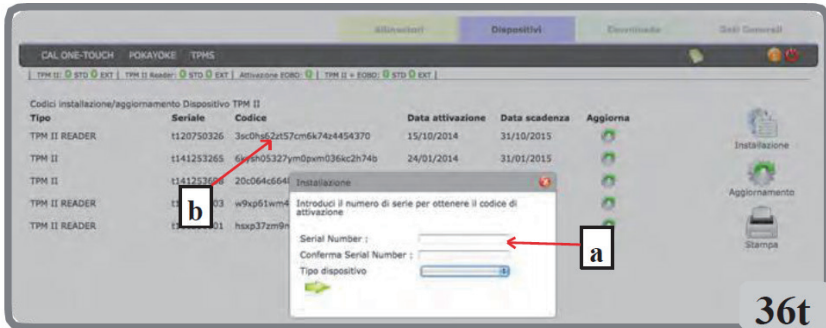 Attivazioni Dispositivi Downloads Dati Generali
CAL ONE-TOUCH POKAYOKE TPMS
| TPM II: 0 STD 0 EXT | TPM II Reader: 0 STD 0 EXT | Attivazione EOBD: 0 | TPM II + EOBD: 0 STD 0 EXT |
Codici installazione/aggiornamento Dispositivo TPM II
Tipo Seriale Codice Data attivazione Data scadenza Aggiorna
TPM II READER t120750326 15/10/2014 31/10/2015
Installazione
TPM II t141253265 24/01/2014 31/01/2015
TPM II
Aggiornamento
TPM II READER
TPM II READER
Stampa
Installazione
Introduci il numero di serie per ottenere il codice di
attivazione
Serial Number :
Conferma Serial Number :
Tipo dispositivo
b
a
36t